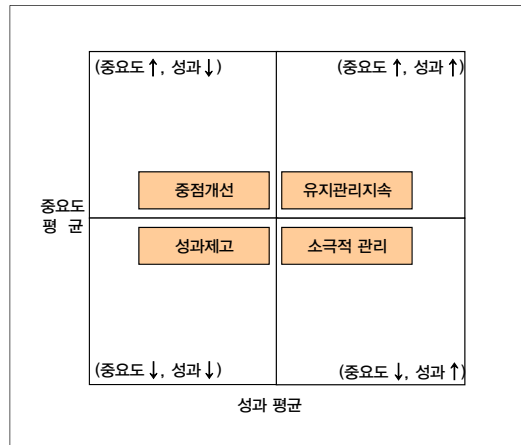 (중요도↑, 성과↓)
(중요도↑, 성과↑)
중점개선
유지관리지속
중요도
평 균
성과제고
소극적 관리
(중요도↓, 성과↓)
(중요도↓, 성과↑)
성과 평균